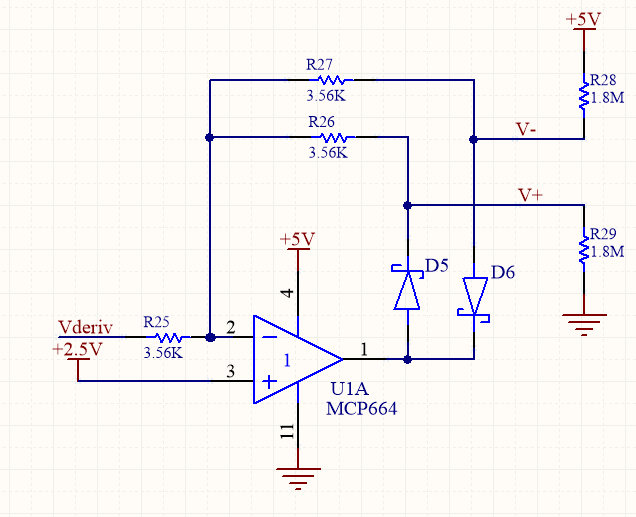 +5V
R27
3.56K
R28
1.8M
R26
3.56K
V-
V+
R29
1.8M
+5V
D5
D6
4
Vderiv
R25
3.56K
2
1
1
+2.5V
3
U1A
MCP664
11